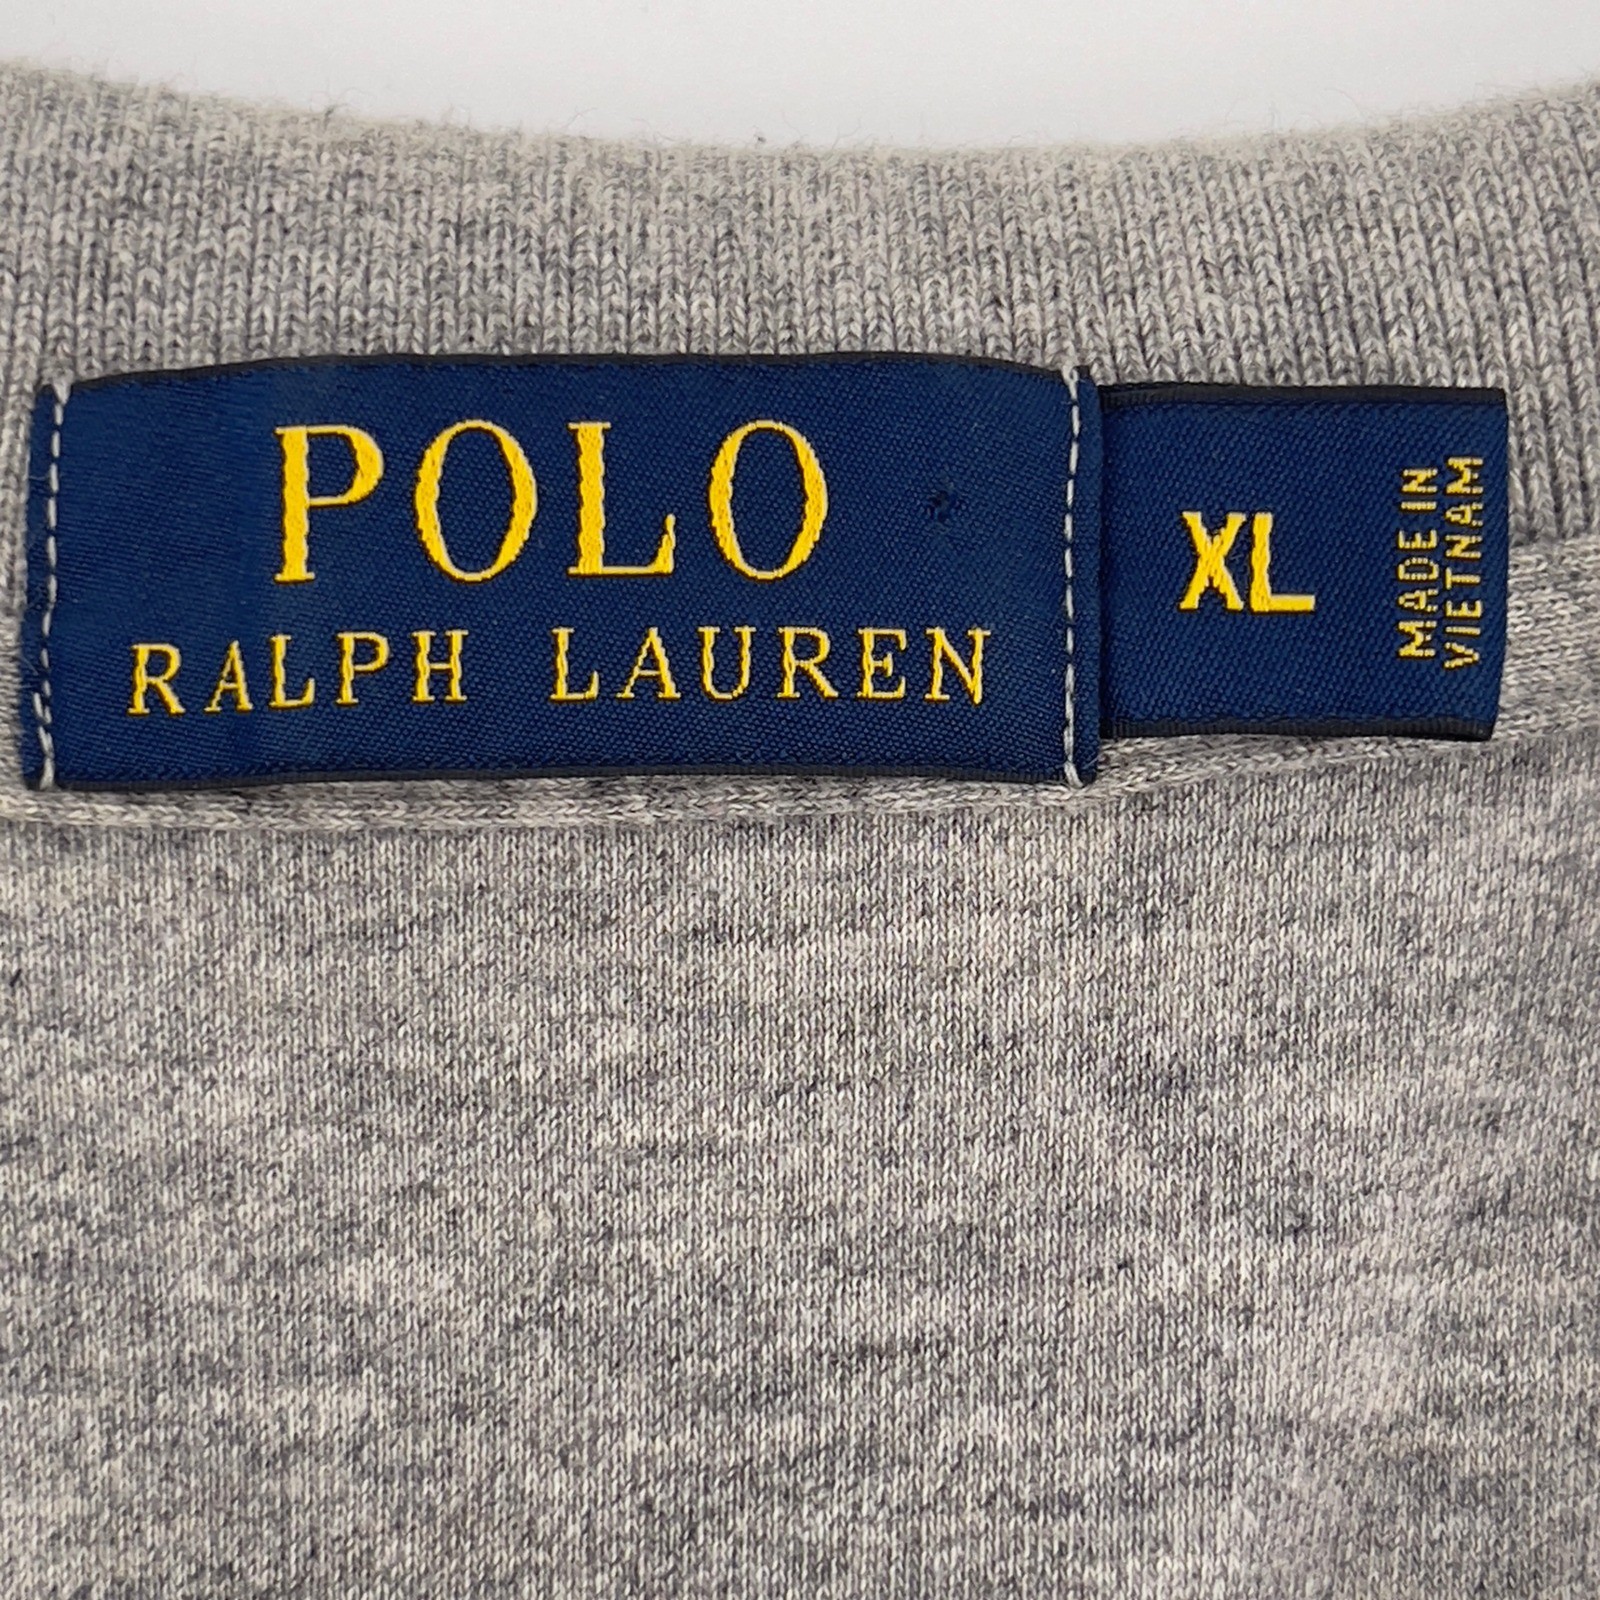 POLO
RALPH LAUREN
XL
MADE IN
VIETNAM